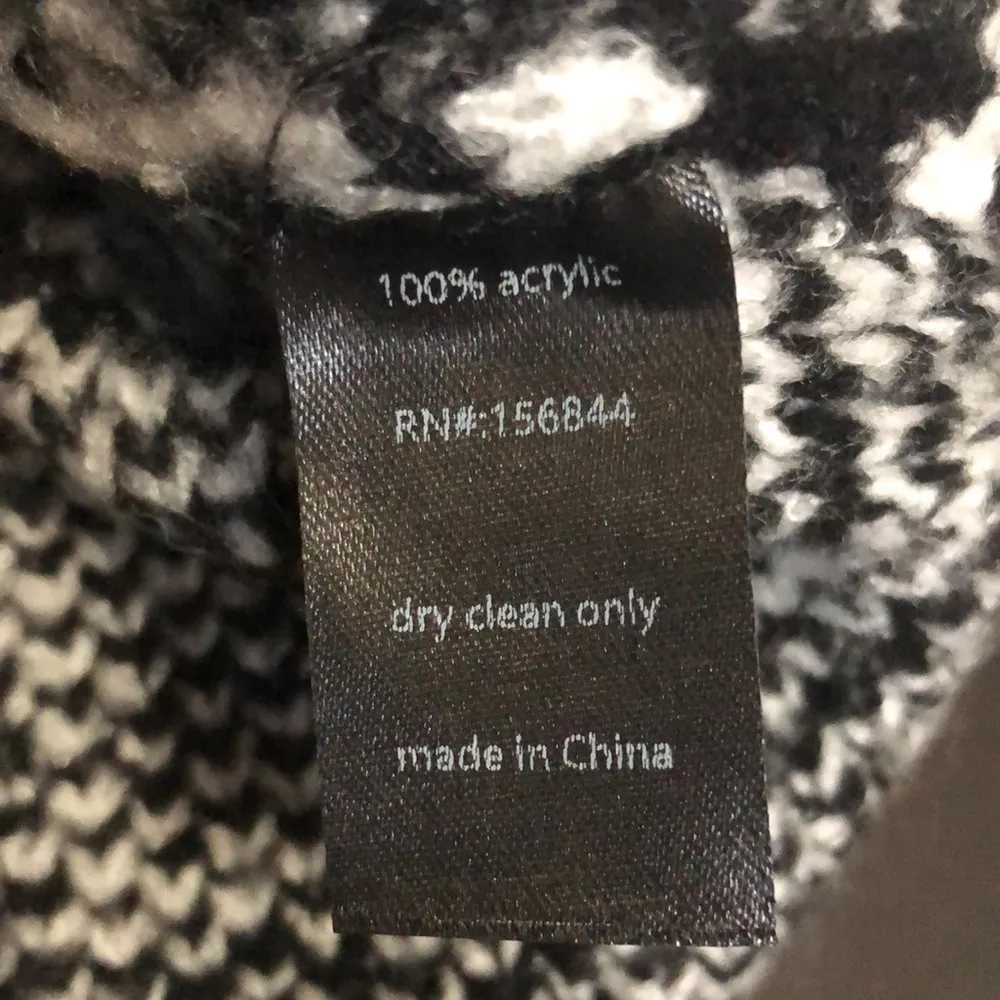 100% acrylic
RN#:156844
dry clean only
made in China